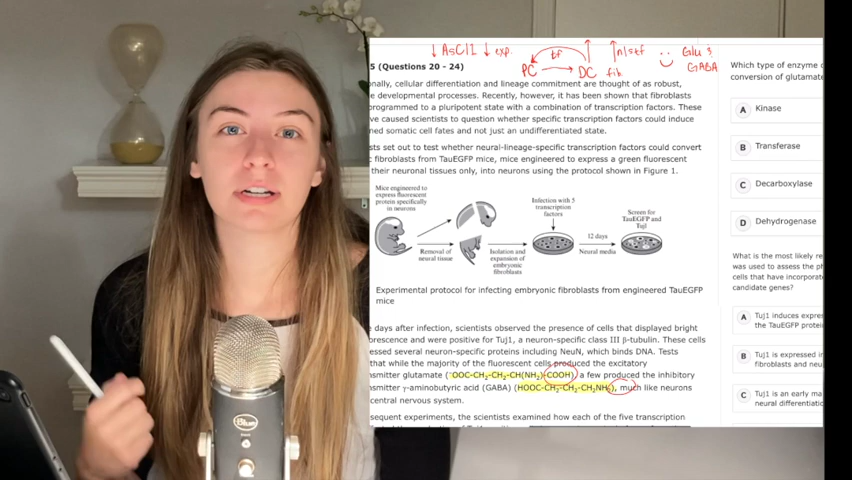 ↓ AsCl1 ↓ exp.
tf
PC → DC
fib.
↑ n/stf
Glu &
GABA
5 (Questions 20 - 24)
onally, cellular differentiation and lineage commitment are thought of as robust,
e developmental processes. Recently, however, it has been shown that fibroblasts
programmed to a pluripotent state with a combination of transcription factors. These
ve caused scientists to question whether specific transcription factors could induce
ned somatic cell fates and not just an undifferentiated state.
sts set out to test whether neural-lineage-specific transcription factors could convert
c fibroblasts from TauEGFP mice, mice engineered to express a green fluorescent
their neuronal tissues only, into neurons using the protocol shown in Figure 1.
Mice engineered to
express fluorescent
protein specifically
in neurons
Removal of
neural tissue
Isolation and
expansion of
embryonic
fibroblasts
Infection with 5
transcription
factors
12 days
Neural media
Screen for
TauEGFP and
Tuj1
Experimental protocol for infecting embryonic fibroblasts from engineered TauEGFP
mice
e days after infection, scientists observed the presence of cells that displayed bright
orescence and were positive for Tuj1, a neuron-specific class III β-tubulin. These cells
essed several neuron-specific proteins including NeuN, which binds DNA. Tests
that while the majority of the fluorescent cells produced the excitatory
nsmitter glutamate (⁻OOC-CH₂-CH₂-CH(NH₂)-COOH) a few produced the inhibitory
nsmitter γ-aminobutyric acid (GABA) (HOOC-CH₂-CH₂-CH₂NH₂), much like neurons
central nervous system.
sequent experiments, the scientists examined how each of the five transcription
Which type of enzyme c
conversion of glutamate
A Kinase
B Transferase
C Decarboxylase
D Dehydrogenase
What is the most likely re
was used to assess the ph
cells that have incorporat
candidate genes?
A Tuj1 induces expres
the TauEGFP protei
B Tuj1 is expressed i
fibroblasts and neu
C Tuj1 is an early ma
neural differentiatio
Blue